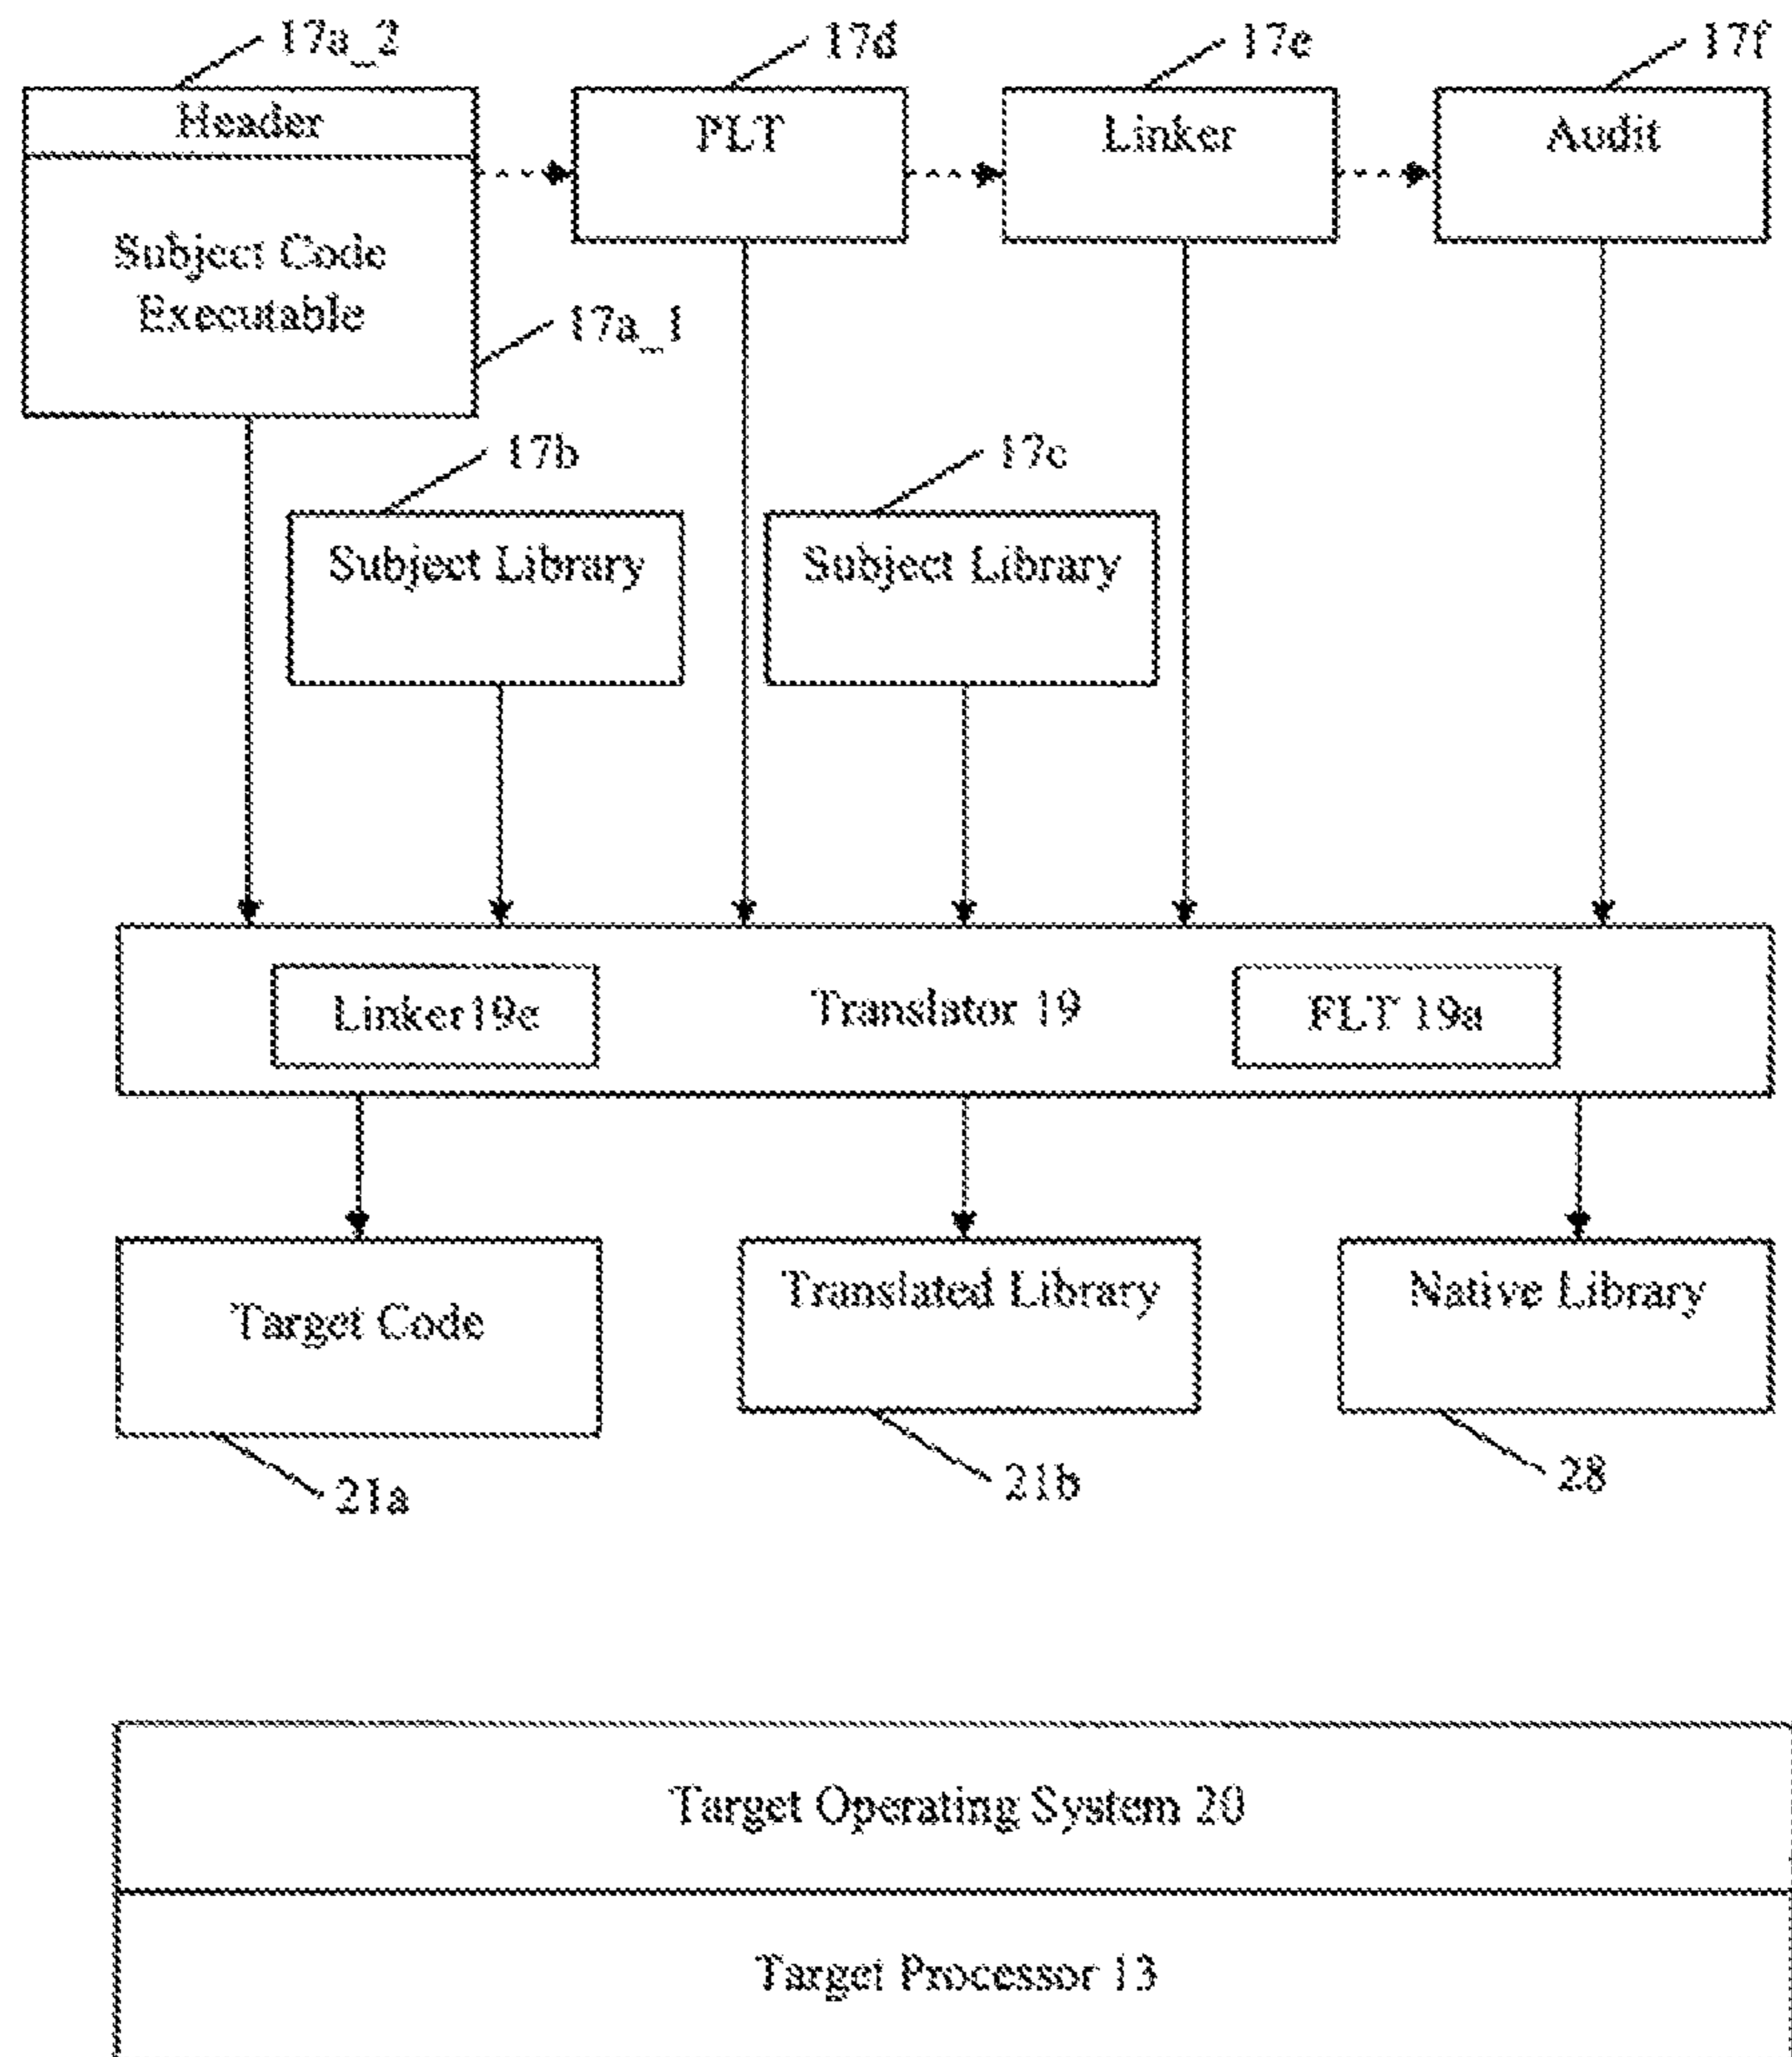 17a_2
17d
17e
17f
Header
PLT
Linker
Audit
Subject Code
Executable
17a_1
17b
17c
Subject Library
Subject Library
Linker19e
Translator 19
FLT 19a
Target Code
Translated Library
Native Library
21a
21b
28
Target Operating System 20
Target Processor 13